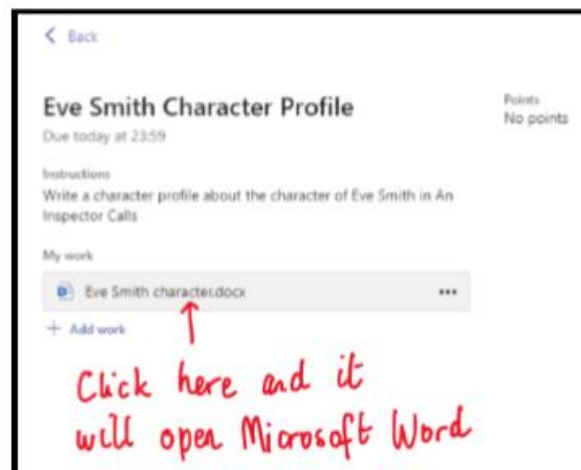 Back
Eve Smith Character Profile
Due today at 23:59
Points
No points
Instructions
Write a character profile about the character of Eve Smith in An
Inspector Calls
My work
Eve Smith character.docx
+ Add work
Click here and it
will open Microsoft Word